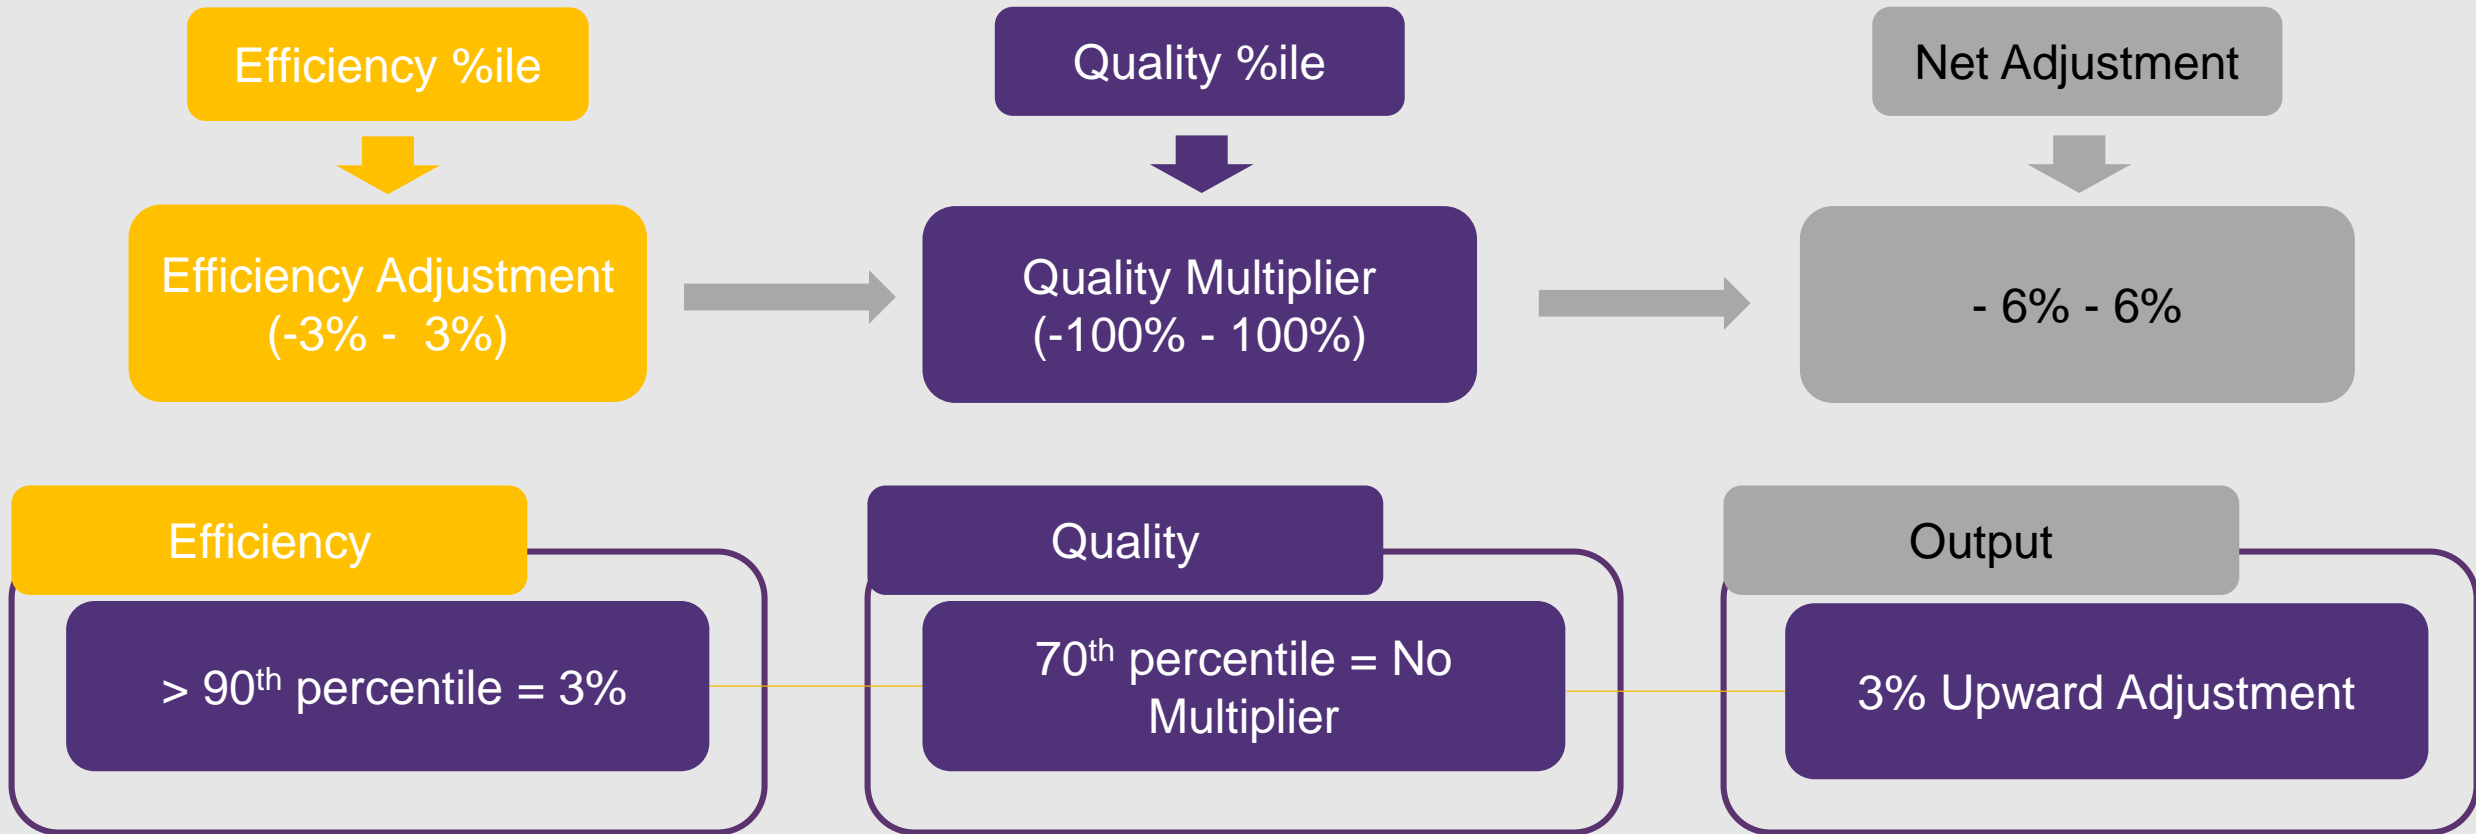 Efficiency %ile
Quality %ile
Net Adjustment
Efficiency Adjustment
(-3% -  3%)
Quality Multiplier
(-100% - 100%)
- 6% - 6%
Efficiency
Quality
Output
> 90th percentile = 3%
70th percentile = No
Multiplier
3% Upward Adjustment